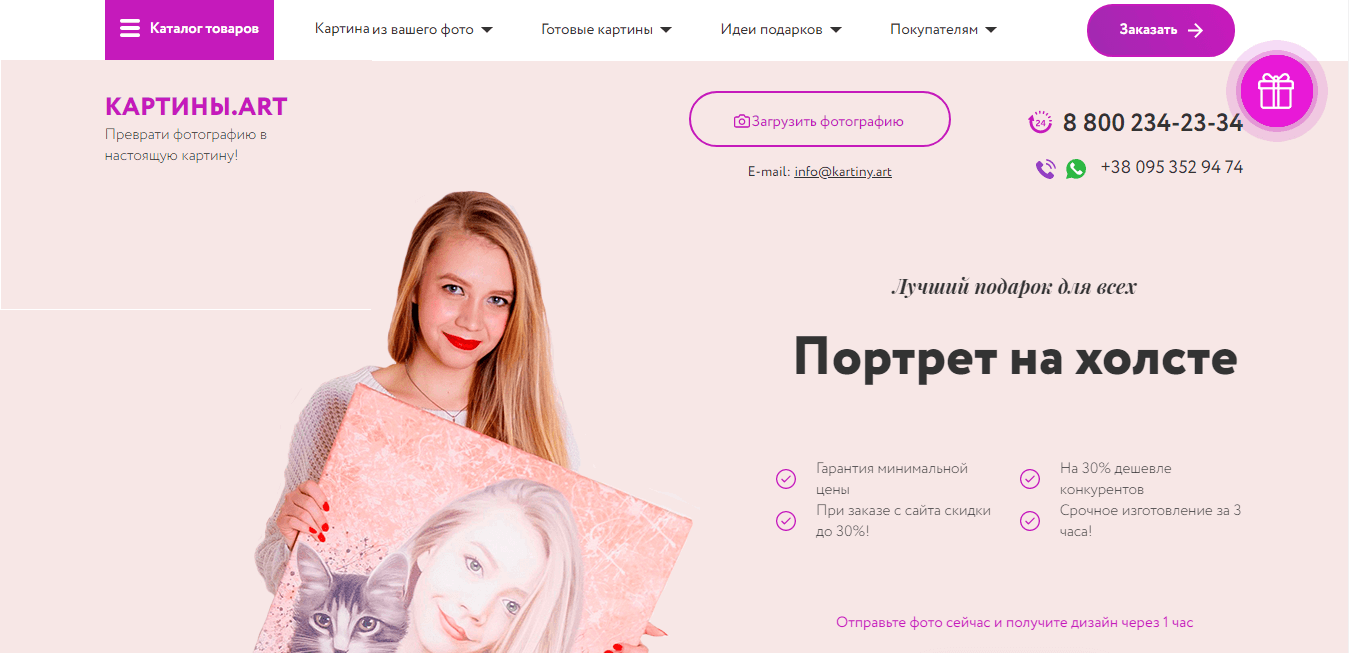 Каталог товаров
Картина из вашего фото
Готовые картины
Идеи подарков
Покупателям
Заказать
КАРТИНЫ.ART
Преврати фотографию в
настоящую картину!
Загрузить фотографию
E-mail: info@kartiny.art
24
8 800 234-23-34
+38 095 352 94 74
Лучший подарок для всех
Портрет на холсте
Гарантия минимальной
цены
На 30% дешевле
конкурентов
При заказе с сайта скидки
до 30%!
Срочное изготовление за 3
часа!
Отправьте фото сейчас и получите дизайн через 1 час